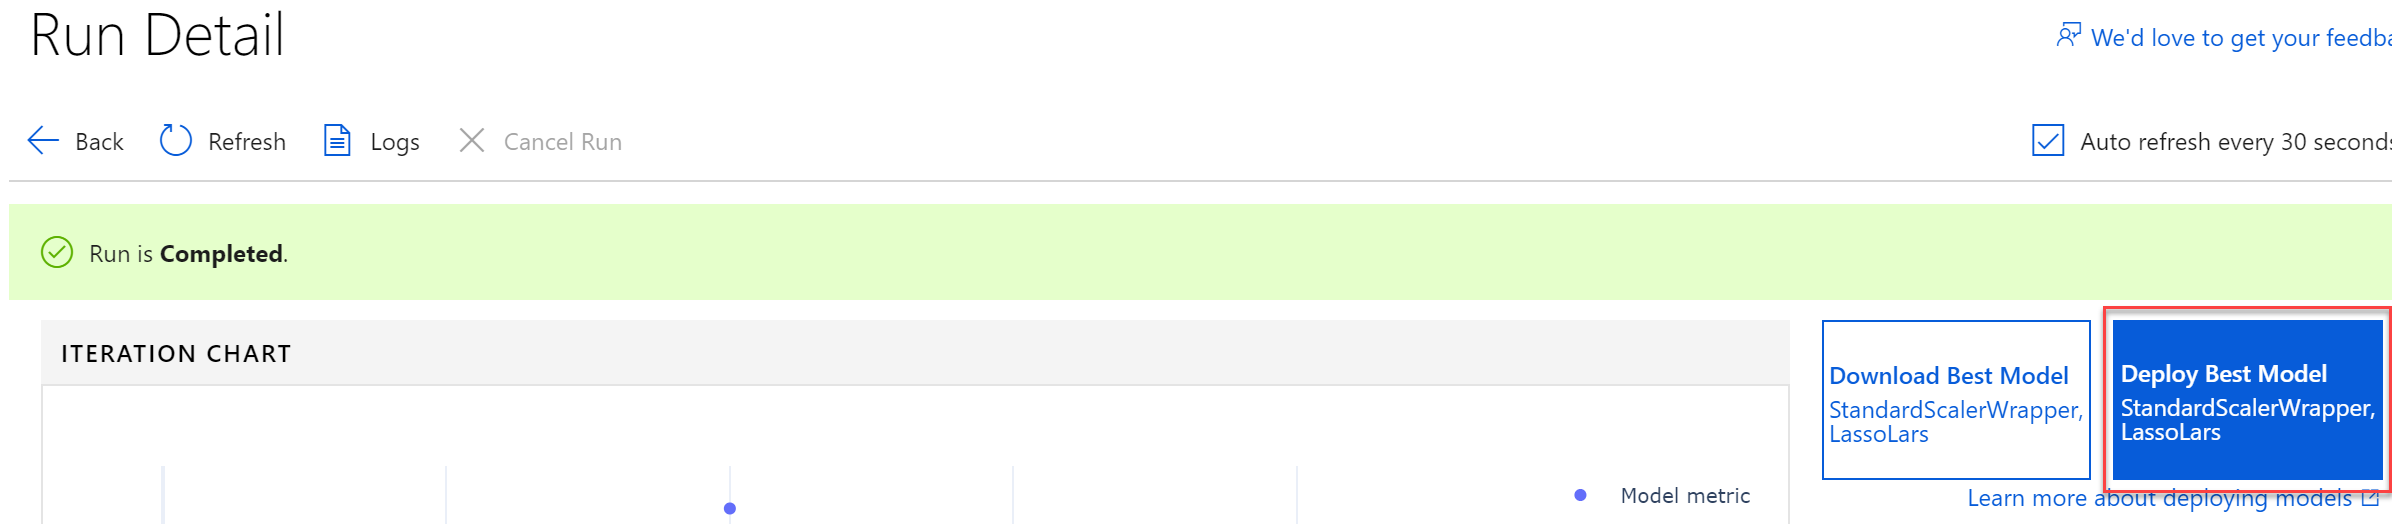 Run Detail
We'd love to get your
Back Refresh Logs Cancel Run
Auto refresh every 30 seconds
Run is Completed.
ITERATION CHART
Download Best Model
StandardScalerWrapper,
LassoLars
Deploy Best Model
StandardScalerWrapper,
LassoLars
Model metric
Learn more about deploying models